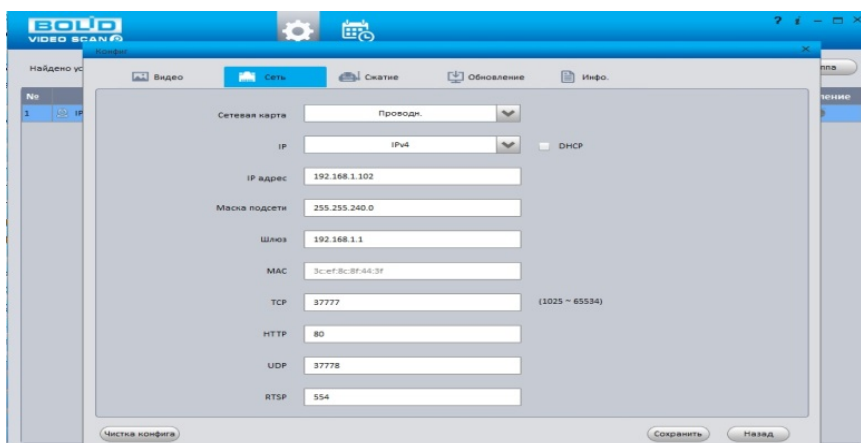 BOLID
VIDEO SCAN
? i
Конфиг
Найдено ус
ппа
Видео Сеть Сжатие Обновление Инфо.
№
ление
1 IP
Сетевая карта Проводн.
IP IPv4 DHCP
IP адрес 192.168.1.102
Маска подсети 255.255.240.0
Шлюз 192.168.1.1
MAC 3c:ef:8c:8f:44:3f
TCP 37777 (1025 ~ 65534)
HTTP 80
UDP 37778
RTSP 554
Чистка конфига Сохранить Назад